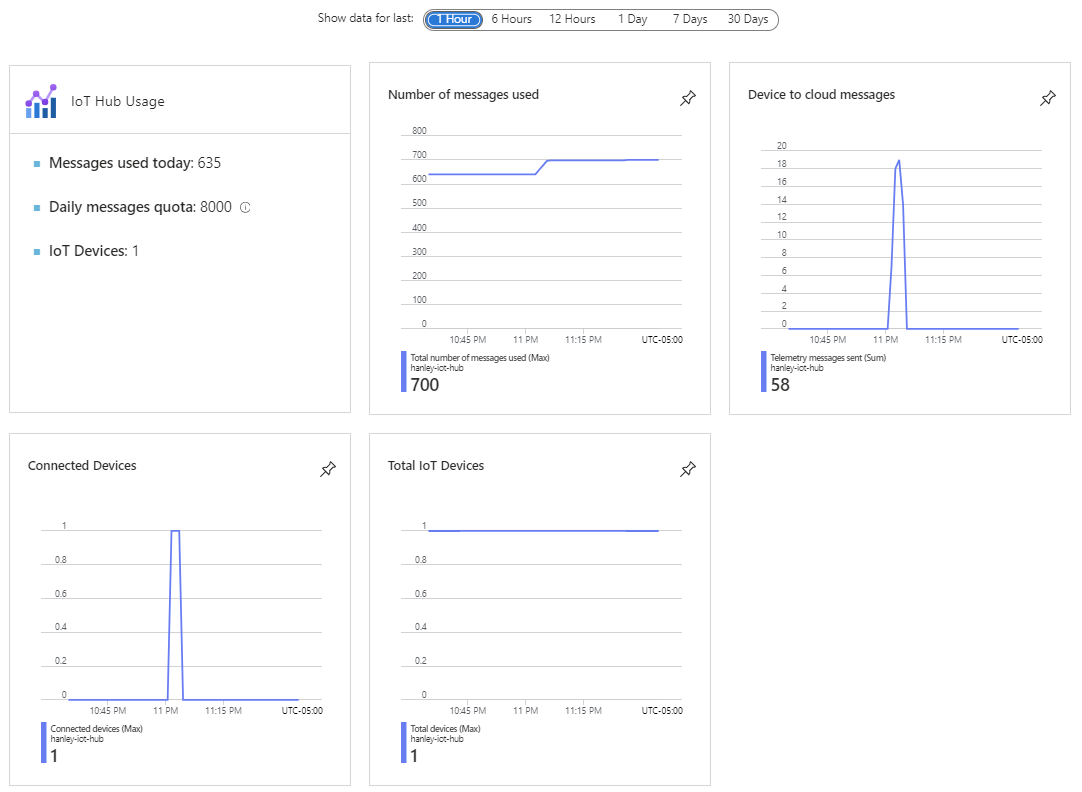 Show data for last: 1 Hour 6 Hours 12 Hours 1 Day 7 Days 30 Days
IoT Hub Usage
Messages used today: 635
Daily messages quota: 8000
IoT Devices: 1
Number of messages used
800
700
600
500
400
300
200
100
0
10:45 PM 11 PM 11:15 PM UTC-05:00
Total number of messages used (Max)
hanley-iot-hub
700
Device to cloud messages
20
18
16
14
12
10
8
6
4
2
0
10:45 PM 11 PM 11:15 PM UTC-05:00
Telemetry messages sent (Sum)
hanley-iot-hub
58
Connected Devices
1
0.8
0.6
0.4
0.2
0
10:45 PM 11 PM 11:15 PM UTC-05:00
Connected devices (Max)
hanley-iot-hub
1
Total IoT Devices
1
0.8
0.6
0.4
0.2
0
10:45 PM 11 PM 11:15 PM UTC-05:00
Total devices (Max)
hanley-iot-hub
1